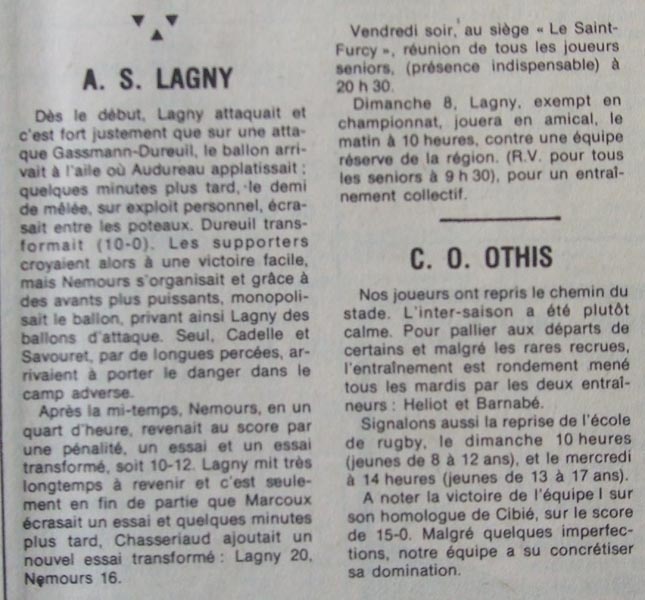 A. S. LAGNY
Dès le début, Lagny attaquait et
c'est fort justement que sur une atta-
que Gassmann-Dureuil, le ballon arri-
vait à l'aile où Audureau applatissait ;
quelques minutes plus tard, le demi
de mêlée, sur exploit personnel, écra-
sait entre les poteaux. Dureuil trans-
formait (10-0). Les supporters
croyaient alors à une victoire facile,
mais Nemours s'organisait et grâce à
des avants plus puissants, monopoli-
sait le ballon, privant ainsi Lagny des
ballons d'attaque. Seul, Cadelle et
Savouret, par de longues percées, ar-
rivaient à porter le danger dans le
camp adverse.
Après la mi-temps, Nemours, en un
quart d'heure, revenait au score par
une pénalité, un essai et un essai
transformé, soit 10-12. Lagny mit très
longtemps à revenir et c'est seule-
ment en fin de partie que Marcoux
écrasait un essai et quelques minutes
plus tard, Chasseriaud ajoutait un
nouvel essai transformé : Lagny 20,
Nemours 16.
Vendredi soir, au siège « Le Saint-
Furcy », réunion de tous les joueurs
seniors, (présence indispensable) à
20 h 30.
Dimanche 8, Lagny, exempt en
championnat, jouera en amical, le
matin à 10 heures, contre une équipe
réserve de la région. (R.V. pour tous
les seniors à 9 h 30), pour un entraî-
nement collectif.
C. O. OTHIS
Nos joueurs ont repris le chemin du
stade. L'inter-saison a été plutôt
calme. Pour pallier aux départs de
certains et malgré les rares recrues,
l'entraînement est rondement mené
tous les mardis par les deux entraî-
neurs : Heliot et Barnabé.
Signalons aussi la reprise de l'école
de rugby, le dimanche 10 heures
(jeunes de 8 à 12 ans), et le mercredi
à 14 heures (jeunes de 13 à 17 ans).
A noter la victoire de l'équipe I sur
son homologue de Cibié, sur le score
de 15-0. Malgré quelques imperfec-
tions, notre équipe a su concrétiser
sa domination.